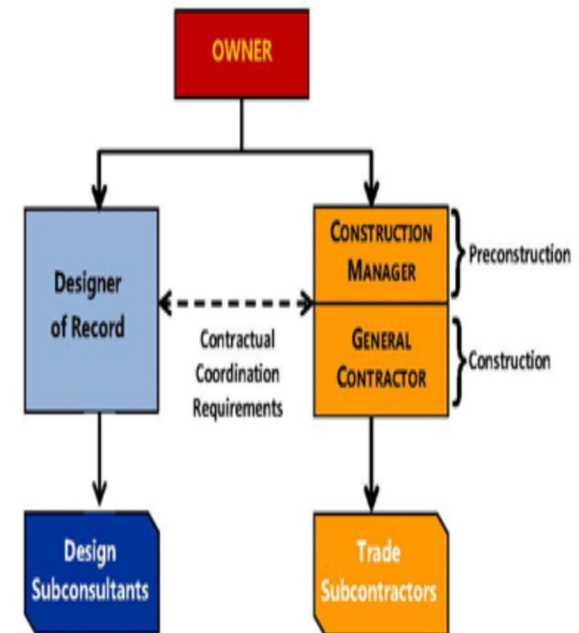 OWNER
Designer
of Record
CONSTRUCTION
MANAGER
Preconstruction
Contractual
Coordination
Requirements
GENERAL
CONTRACTOR
Construction
Design
Subconsultants
Trade
Subcontractors